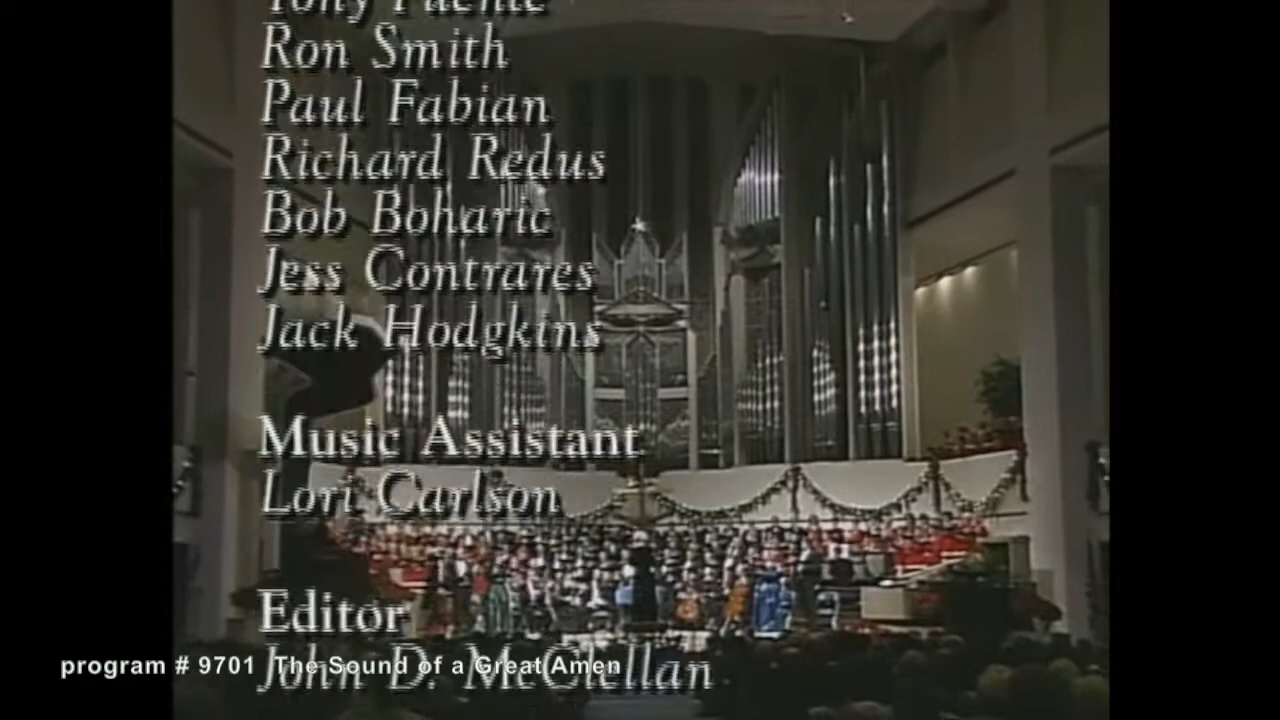 Tony
Ron Smith
Paul Fabian
Richard Redus
Bob Boharic
Jess Contrares
Jack Hodgkins
Music Assistant
Lori Carlson
Editor
John D. McClellan
program # 9701 The Sound of a Great Amen